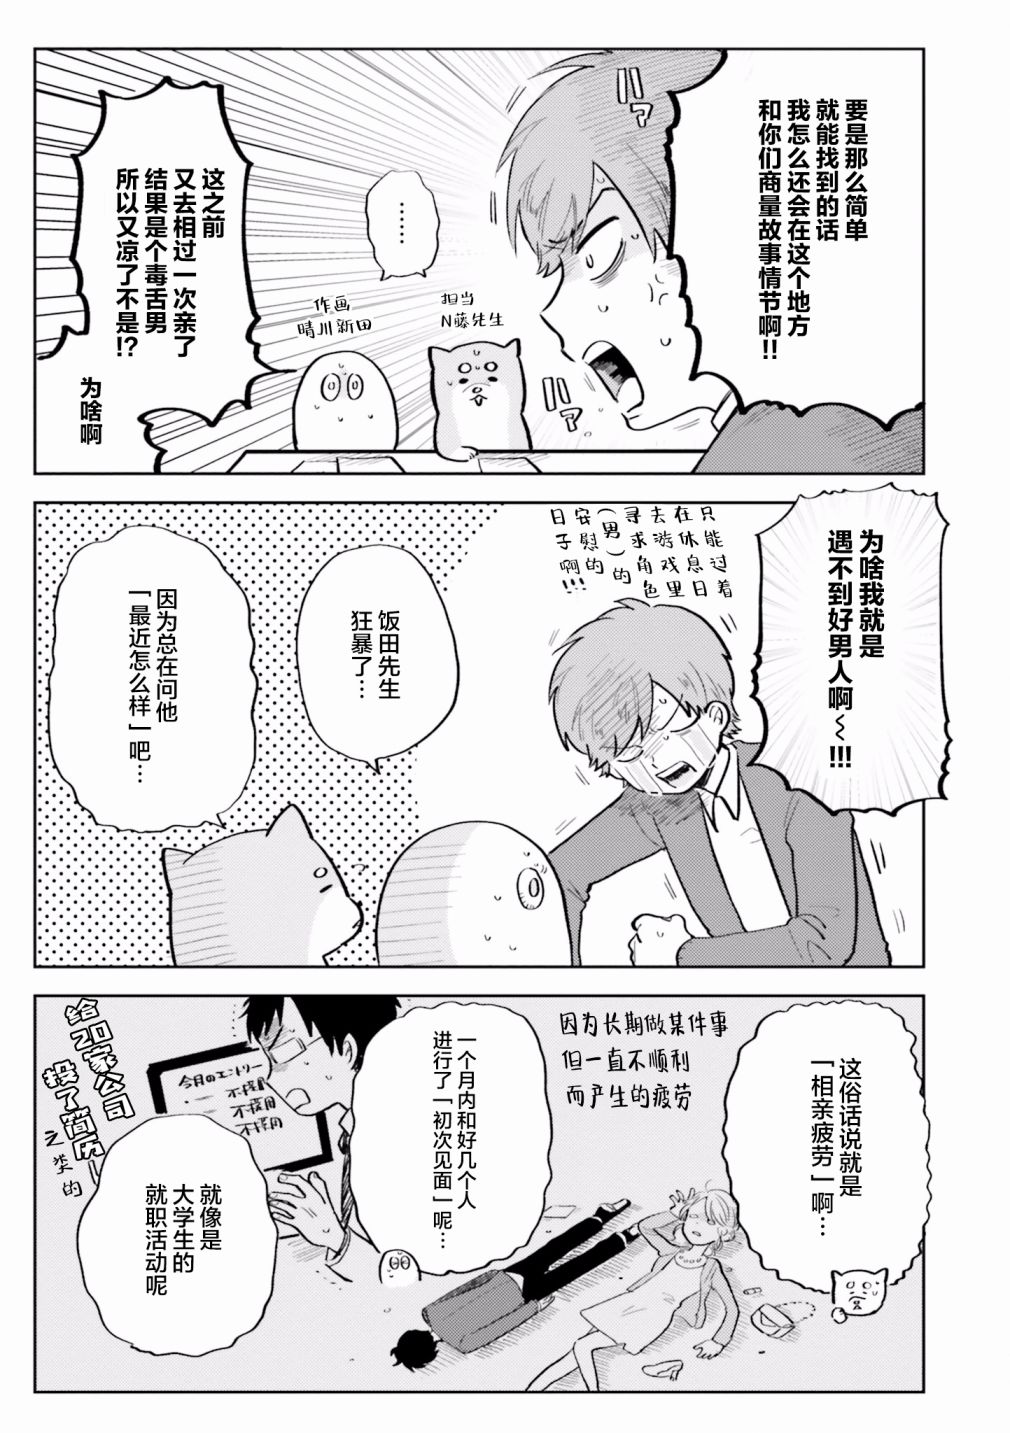 要是那么简单
就能找到的话
我怎么还会在这个地方
和你们商量故事情节啊!!
……
担当
N藤先生
作画
晴川新田
这之前
又去相过一次亲了
结果是个毒舌男
所以又凉了不是!?
为啥啊
为啥我就是
遇不到好男人啊~!!!
只能过着
在休息日
去游戏里
寻求角色
(男)的
安慰的
日子啊!!!
饭田先生
狂暴了…
因为总在问他
「最近怎么样」吧…
这俗话说就是
「相亲疲劳」啊…
因为长期做某件事
但一直不顺利
而产生的疲劳
一个月内和好几个人
进行了「初次见面」呢…
今月のエントリー
不採用
不採用
不採用
给20家公司
投了简历
之类的
就像是
大学生的
就职活动呢